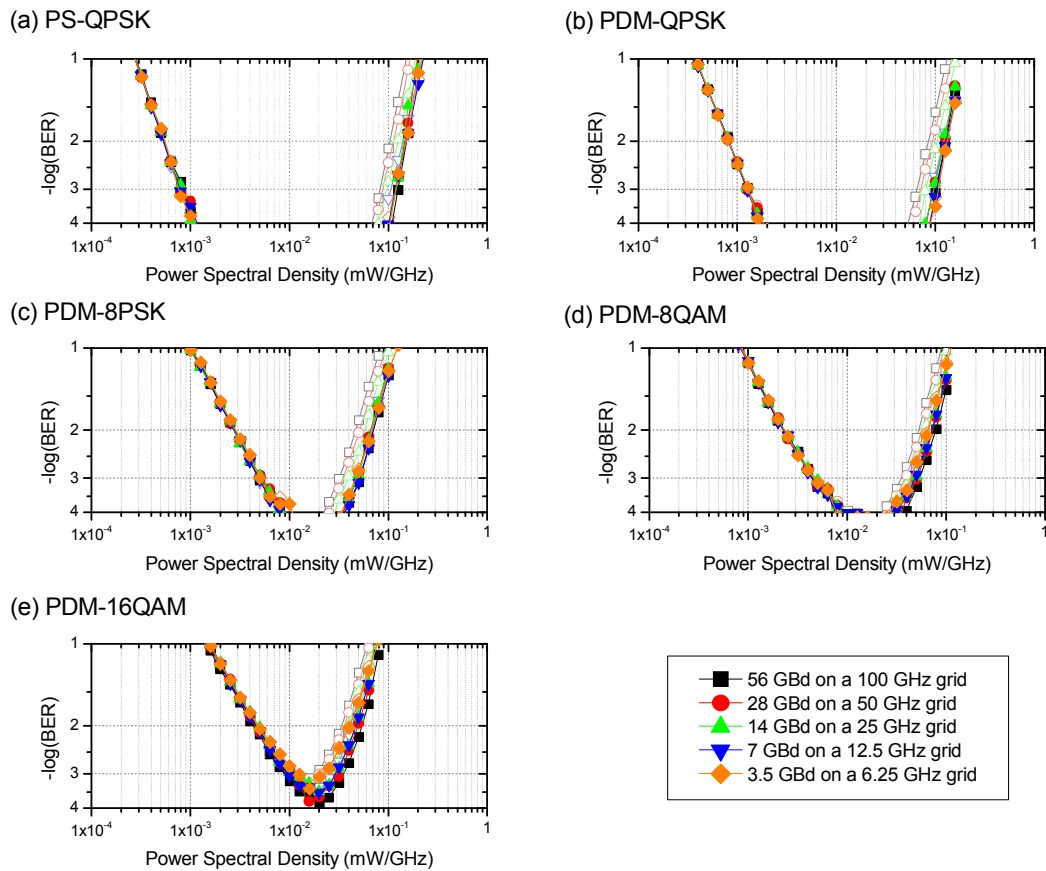 (a) PS-QPSK
1
2
3
4
-log(BER)
1x10-4 1x10-3 1x10-2 1x10-1 1
Power Spectral Density (mW/GHz)
(b) PDM-QPSK
1
2
3
4
-log(BER)
1x10-4 1x10-3 1x10-2 1x10-1 1
Power Spectral Density (mW/GHz)
(c) PDM-8PSK
1
2
3
4
-log(BER)
1x10-4 1x10-3 1x10-2 1x10-1 1
Power Spectral Density (mW/GHz)
(d) PDM-8QAM
1
2
3
4
-log(BER)
1x10-4 1x10-3 1x10-2 1x10-1 1
Power Spectral Density (mW/GHz)
(e) PDM-16QAM
1
2
3
4
-log(BER)
1x10-4 1x10-3 1x10-2 1x10-1 1
Power Spectral Density (mW/GHz)
56 GBd on a 100 GHz grid
28 GBd on a 50 GHz grid
14 GBd on a 25 GHz grid
7 GBd on a 12.5 GHz grid
3.5 GBd on a 6.25 GHz grid